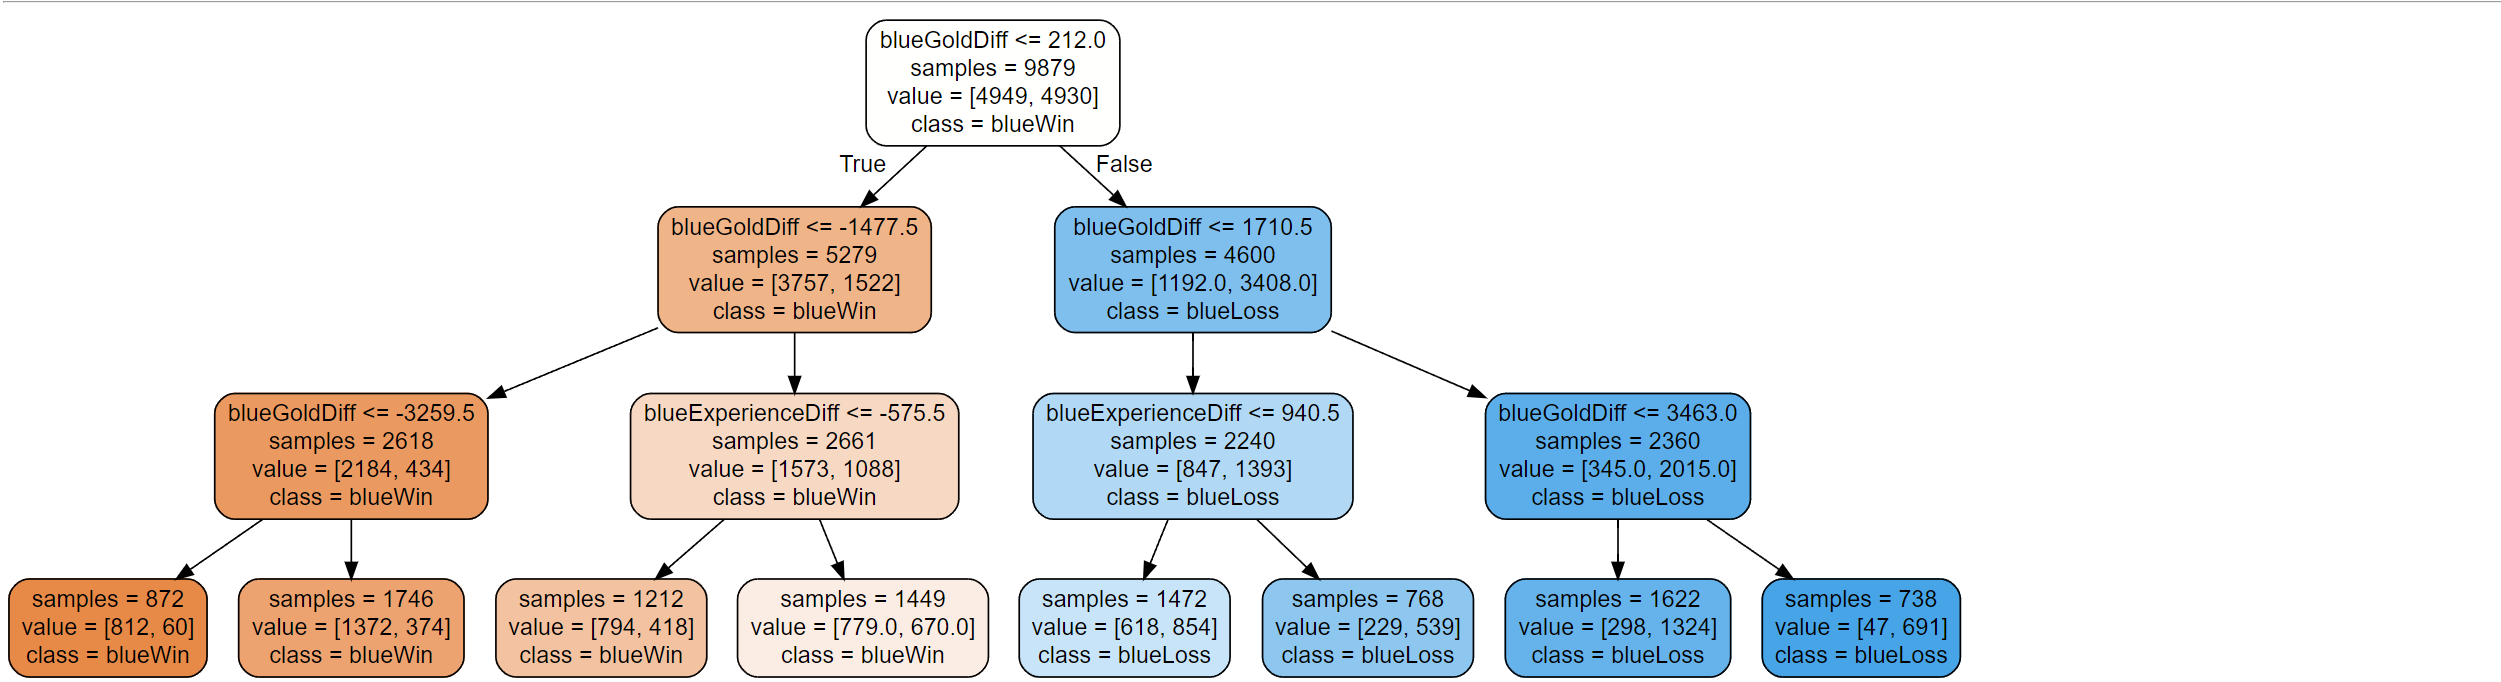 blueGoldDiff <= 212.0
samples = 9879
value = [4949, 4930]
class = blueWin
True
False
blueGoldDiff <= -1477.5
samples = 5279
value = [3757, 1522]
class = blueWin
blueGoldDiff <= 1710.5
samples = 4600
value = [1192.0, 3408.0]
class = blueLoss
blueGoldDiff <= -3259.5
samples = 2618
value = [2184, 434]
class = blueWin
blueExperienceDiff <= -575.5
samples = 2661
value = [1573, 1088]
class = blueWin
blueExperienceDiff <= 940.5
samples = 2240
value = [847, 1393]
class = blueLoss
blueGoldDiff <= 3463.0
samples = 2360
value = [345.0, 2015.0]
class = blueLoss
samples = 872
value = [812, 60]
class = blueWin
samples = 1746
value = [1372, 374]
class = blueWin
samples = 1212
value = [794, 418]
class = blueWin
samples = 1449
value = [779.0, 670.0]
class = blueWin
samples = 1472
value = [618, 854]
class = blueLoss
samples = 768
value = [229, 539]
class = blueLoss
samples = 1622
value = [298, 1324]
class = blueLoss
samples = 738
value = [47, 691]
class = blueLoss